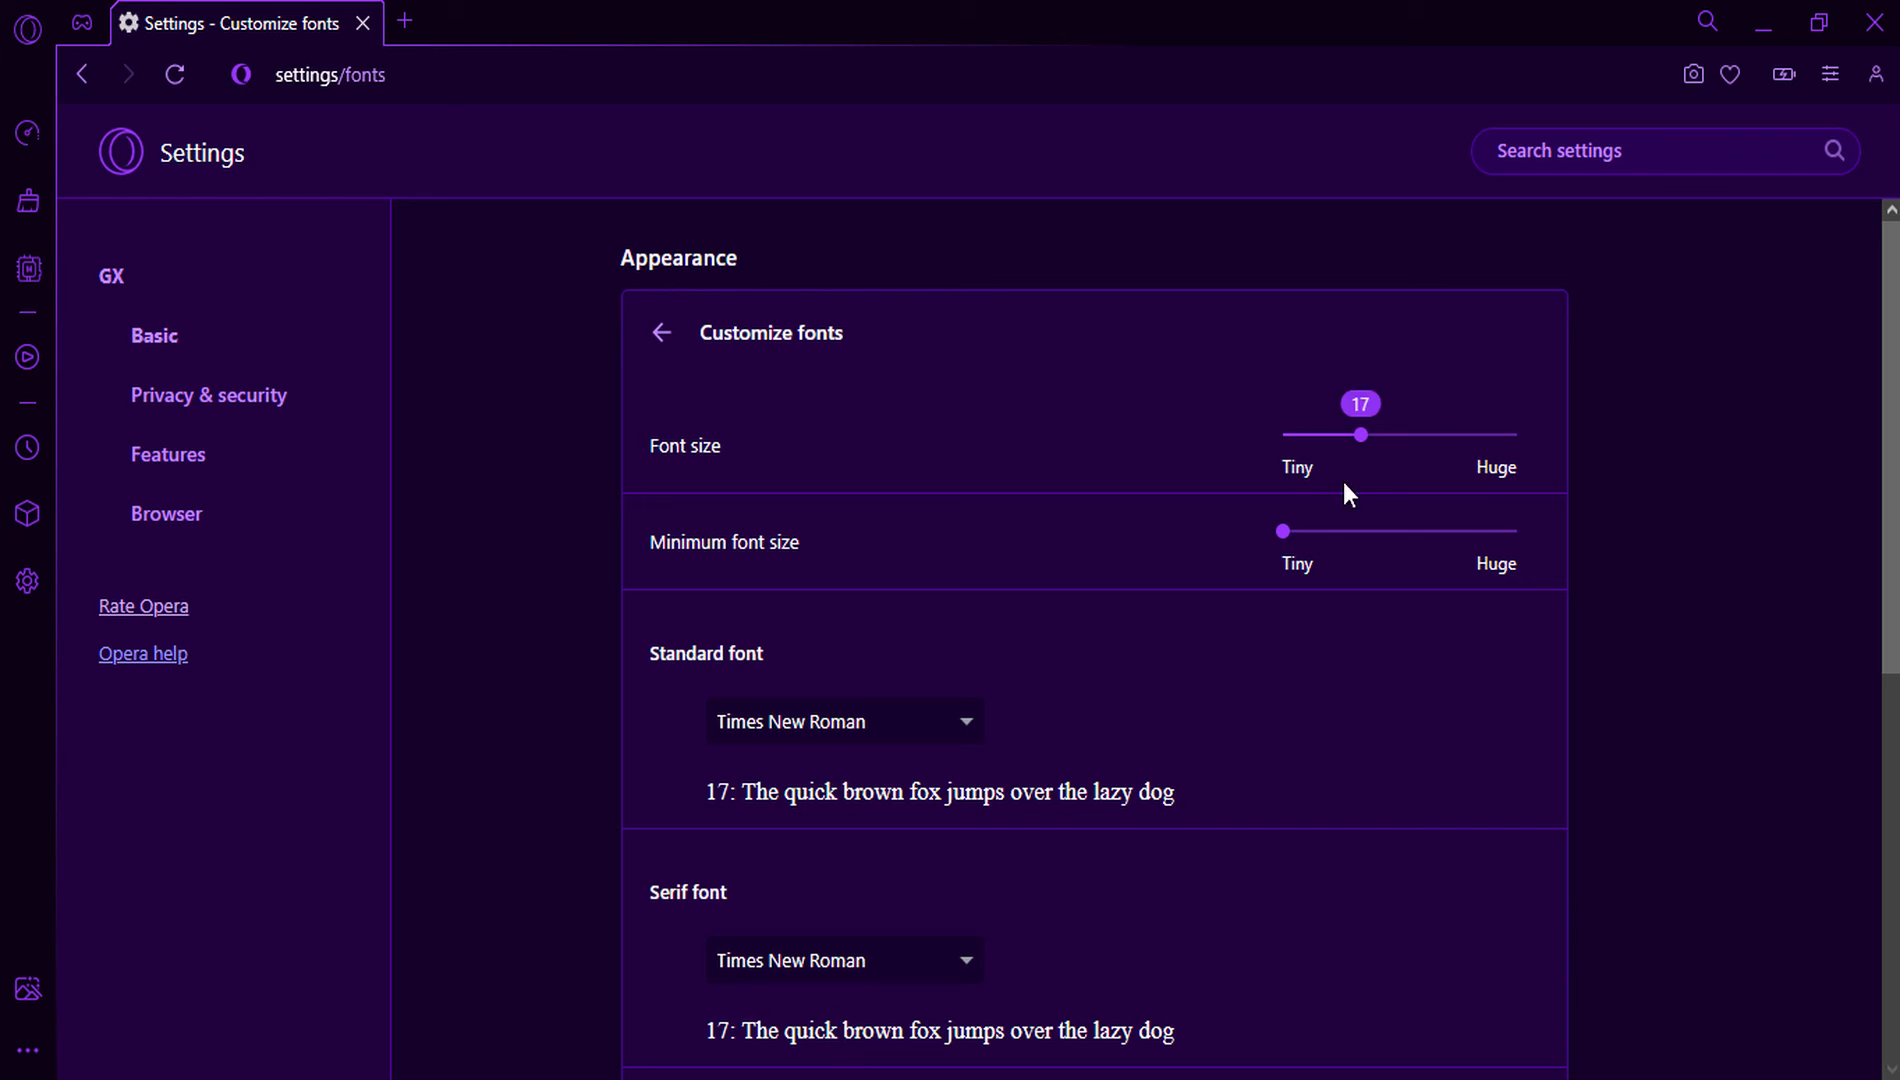 Settings - Customize fonts
settings/fonts
Settings
Search settings
GX
Basic
Privacy & security
Features
Browser
Rate Opera
Opera help
Appearance
Customize fonts
17
Font size
Tiny Huge
Minimum font size
Tiny Huge
Standard font
Times New Roman
17: The quick brown fox jumps over the lazy dog
Serif font
Times New Roman
17: The quick brown fox jumps over the lazy dog